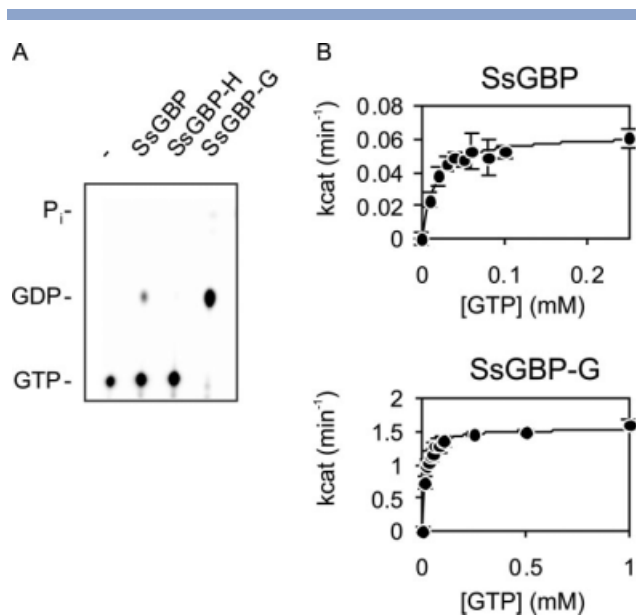 A
-
SsGBP
SsGBP-H
SsGBP-G
Pi-
GDP-
GTP-
B
SsGBP
kcat (min-1)
0.08
0.06
0.04
0.02
0
0 0.1 0.2
[GTP] (mM)
SsGBP-G
kcat (min-1)
2
1.5
1
0.5
0
0 0.5 1
[GTP] (mM)